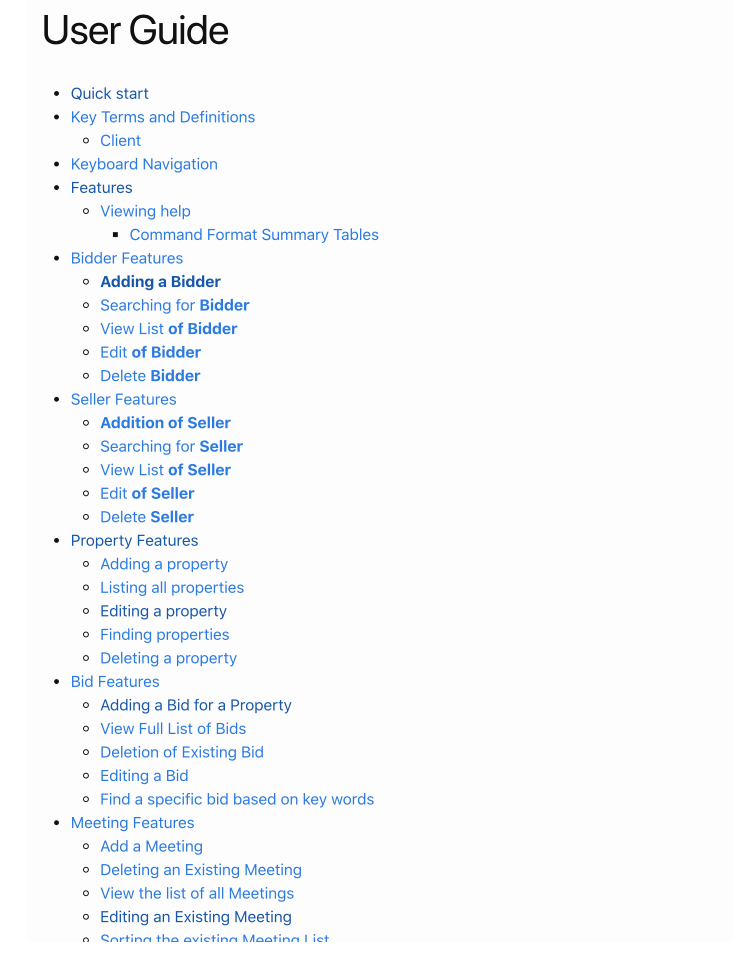 User Guide
Quick start
Key Terms and Definitions
Client
Keyboard Navigation
Features
Viewing help
Command Format Summary Tables
Bidder Features
Adding a Bidder
Searching for Bidder
View List of Bidder
Edit of Bidder
Delete Bidder
Seller Features
Addition of Seller
Searching for Seller
View List of Seller
Edit of Seller
Delete Seller
Property Features
Adding a property
Listing all properties
Editing a property
Finding properties
Deleting a property
Bid Features
Adding a Bid for a Property
View Full List of Bids
Deletion of Existing Bid
Editing a Bid
Find a specific bid based on key words
Meeting Features
Add a Meeting
Deleting an Existing Meeting
View the list of all Meetings
Editing an Existing Meeting
Sorting the existing Meeting List